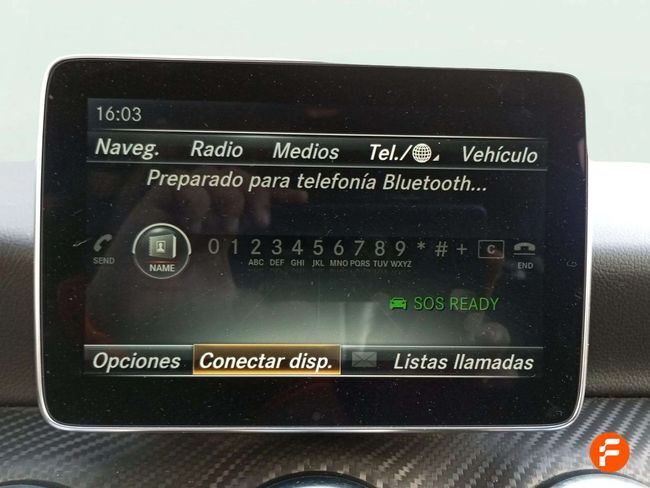 16:03
Naveg. Radio Medios Tel./ Vehículo
Preparado para telefonía Bluetooth...
SEND NAME 0 1 2 3 4 5 6 7 8 9 * # + C END
ABC DEF GHI JKL MNO PQRS TUV WXYZ
SOS READY
Opciones Conectar disp. Listas llamadas